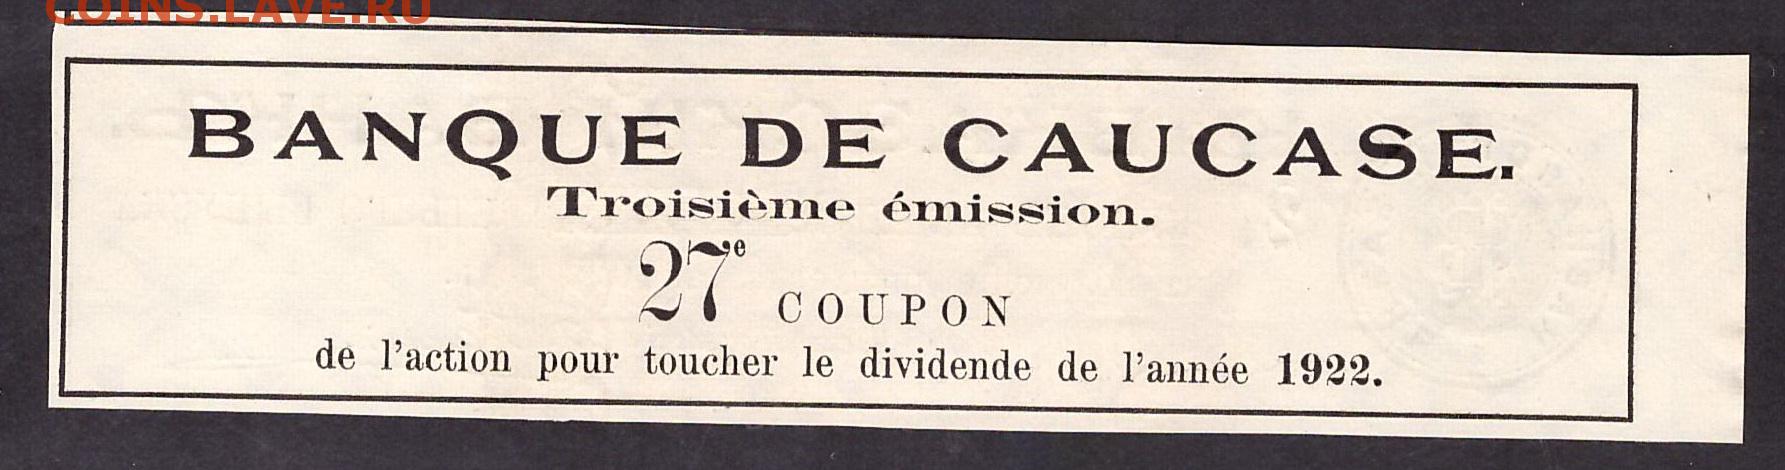 COINS.LAVE.RU
BANQUE DE CAUCASE.
Troisième émission.
27e COUPON
de l'action pour toucher le dividende de l'année 1922.